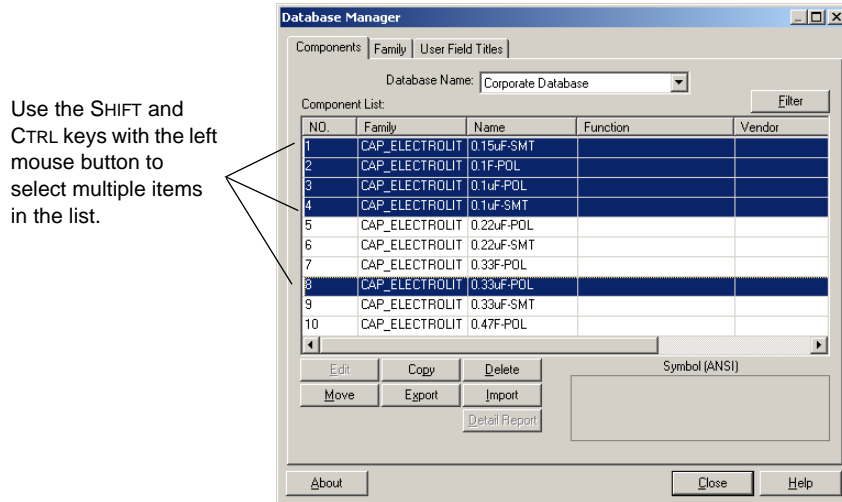 Database Manager
Components Family User Field Titles
Database Name: Corporate Database
Component List: Filter
Use the SHIFT and
CTRL keys with the left
mouse button to
select multiple items
in the list.
NO. Family Name Function Vendor
1 CAP_ELECTROLIT 0.15uF-SMT
2 CAP_ELECTROLIT 0.1F-POL
3 CAP_ELECTROLIT 0.1uF-POL
4 CAP_ELECTROLIT 0.1uF-SMT
5 CAP_ELECTROLIT 0.22uF-POL
6 CAP_ELECTROLIT 0.22uF-SMT
7 CAP_ELECTROLIT 0.33F-POL
8 CAP_ELECTROLIT 0.33uF-POL
9 CAP_ELECTROLIT 0.33uF-SMT
10 CAP_ELECTROLIT 0.47F-POL
Edit Copy Delete Symbol (ANSI)
Move Export Import
Detail Report
About Close Help